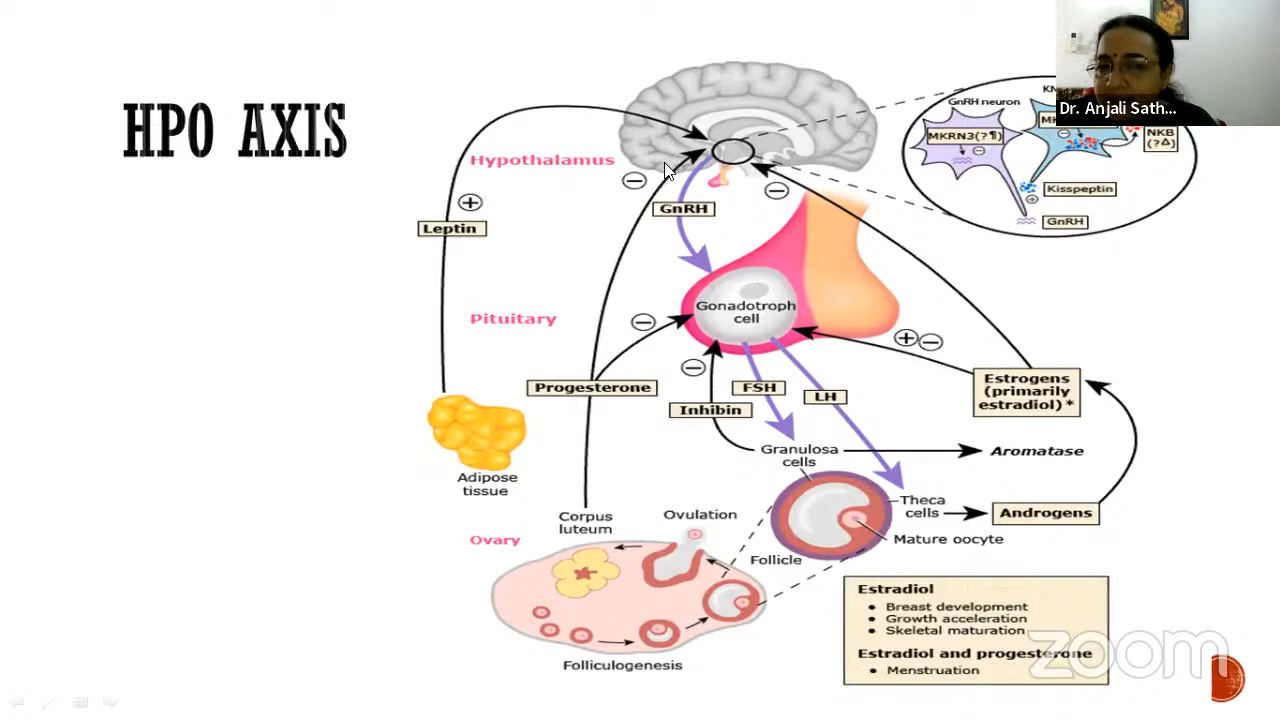 HPO AXIS
Dr. Anjali Sath...
GnRH neuron
MKRN3(?¶)
NKB
(?Δ)
Kisspeptin
GnRH
Hypothalamus
GnRH
Leptin
Pituitary
Gonadotroph
cell
Progesterone
Inhibin
FSH
LH
Estrogens
(primarily
estradiol)*
Granulosa
cells
Aromatase
Adipose
tissue
Corpus
luteum
Ovulation
Theca
cells
Androgens
Mature oocyte
Ovary
Follicle
Folliculogenesis
Estradiol
• Breast development
• Growth acceleration
• Skeletal maturation
Estradiol and progesterone
• Menstruation
zoom